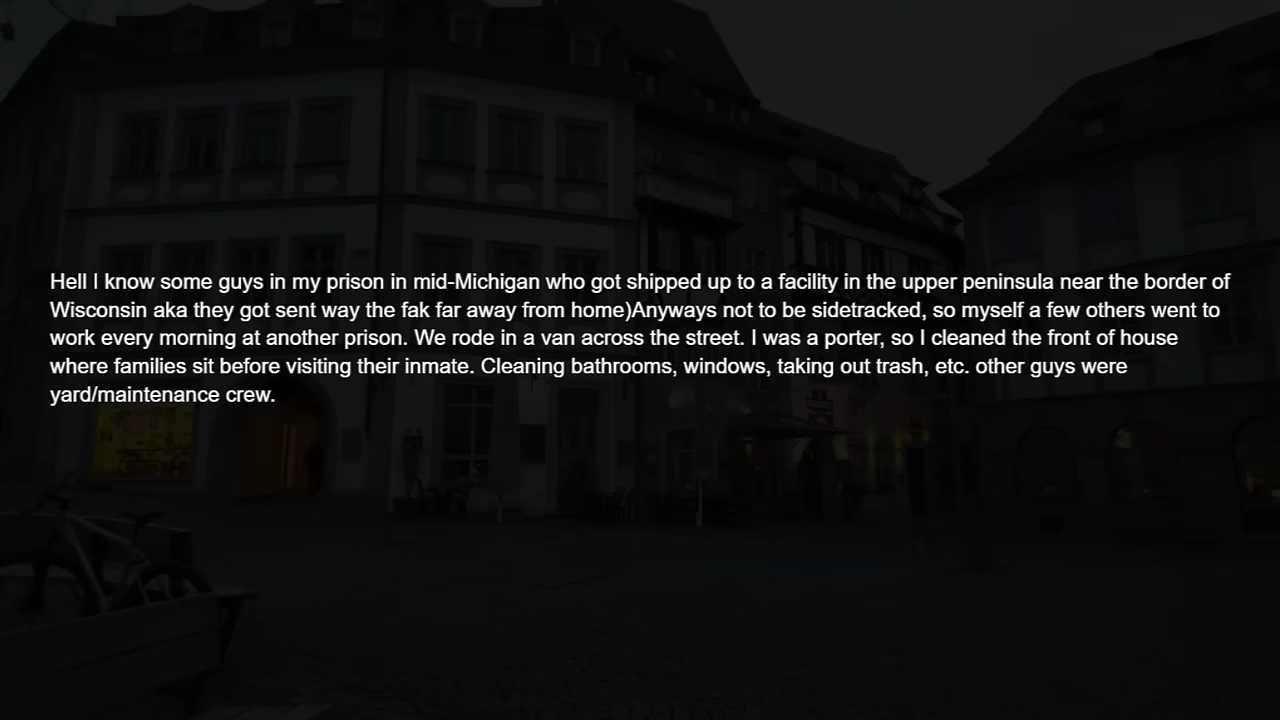 Hell I know some guys in my prison in mid-Michigan who got shipped up to a facility in the upper peninsula near the border of
Wisconsin aka they got sent way the fak far away from home)Anyways not to be sidetracked, so myself a few others went to
work every morning at another prison. We rode in a van across the street. I was a porter, so I cleaned the front of house
where families sit before visiting their inmate. Cleaning bathrooms, windows, taking out trash, etc. other guys were
yard/maintenance crew.